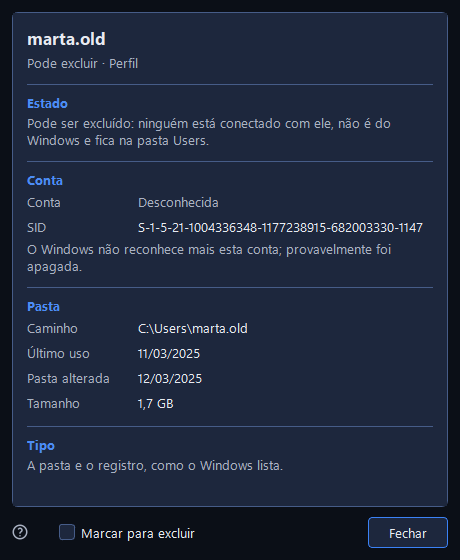 marta.old
Pode excluir · Perfil
Estado
Pode ser excluído: ninguém está conectado com ele, não é do
Windows e fica na pasta Users.
Conta
Conta Desconhecida
SID S-1-5-21-1004336348-1177238915-682003330-1147
O Windows não reconhece mais esta conta; provavelmente foi
apagada.
Pasta
Caminho C:\Users\marta.old
Último uso 11/03/2025
Pasta alterada 12/03/2025
Tamanho 1,7 GB
Tipo
A pasta e o registro, como o Windows lista.
? Marcar para excluir Fechar